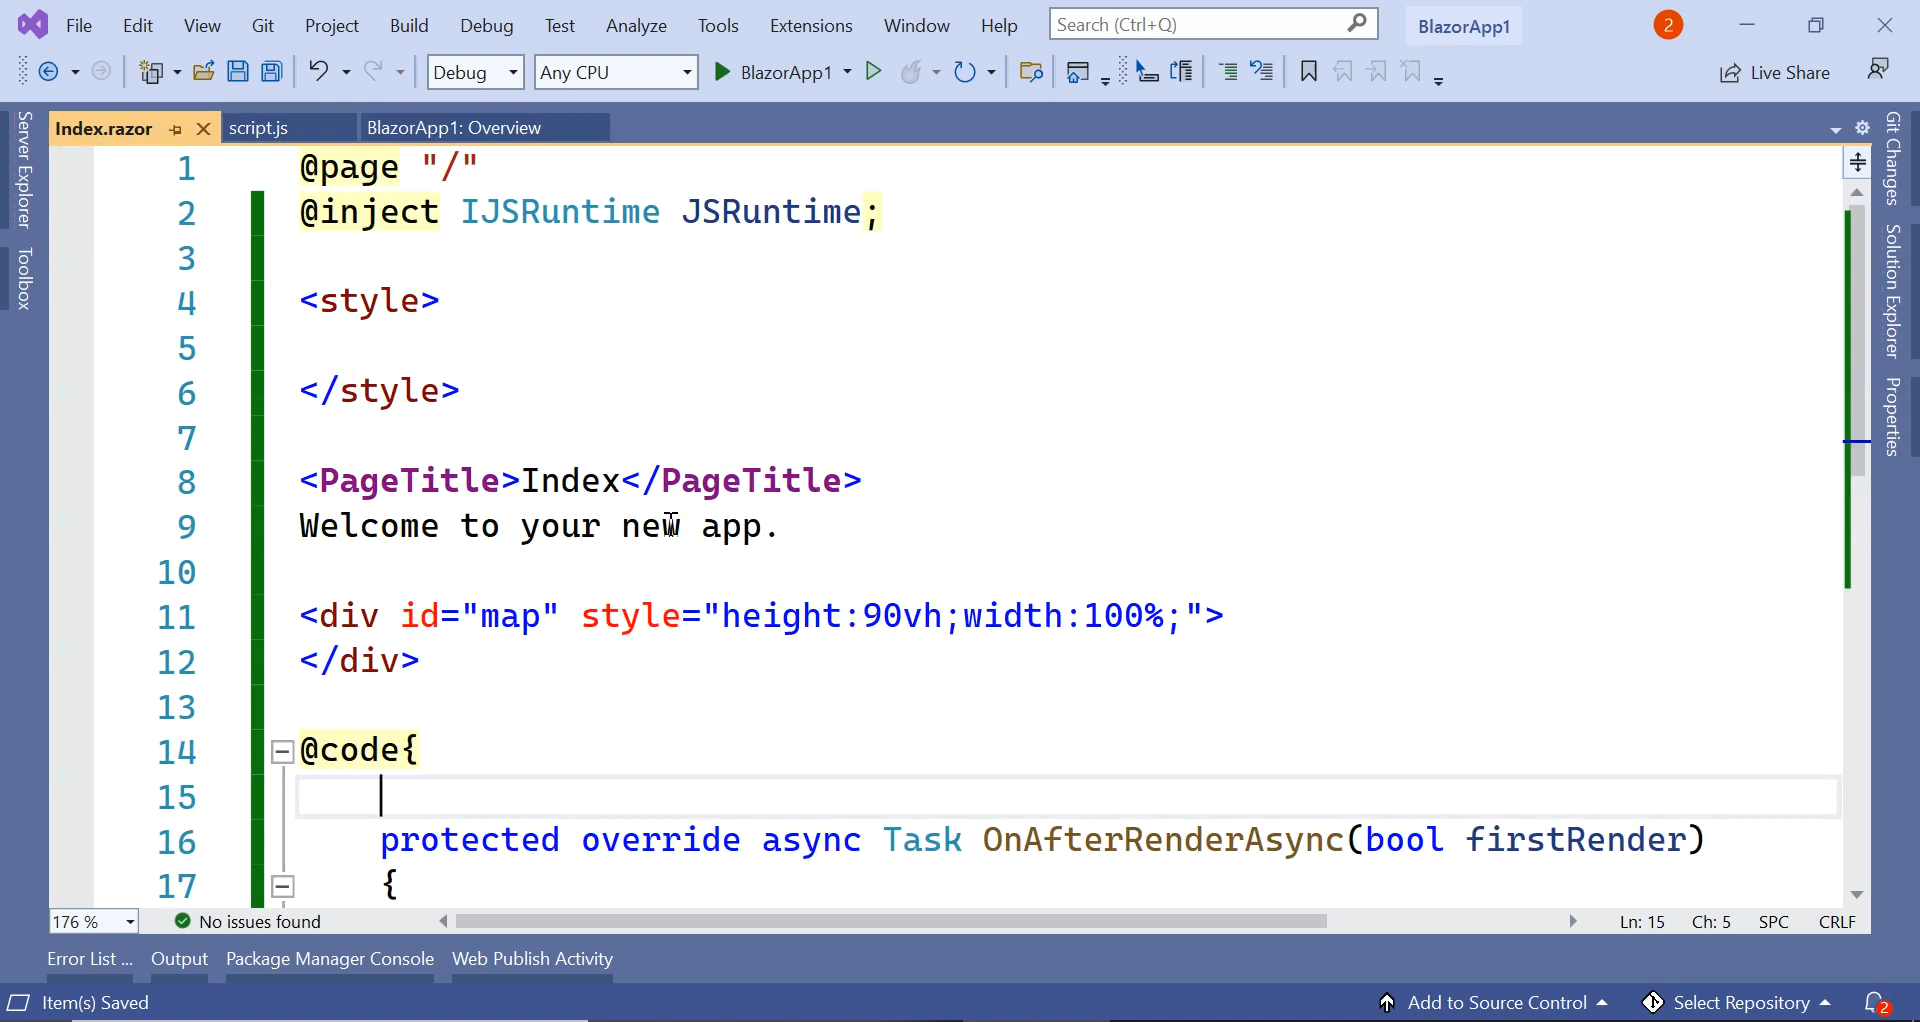 File Edit View Git Project Build Debug Test Analyze Tools Extensions Window Help Search (Ctrl+Q) BlazorApp1 2
Debug Any CPU BlazorApp1 Live Share
Index.razor script.js BlazorApp1: Overview
Server Explorer
Toolbox
1 @page "/"
2 @inject IJSRuntime JSRuntime;
3
4 <style>
5
6 </style>
7
8 <PageTitle>Index</PageTitle>
9 Welcome to your new app.
10
11 <div id="map" style="height:90vh;width:100%;">
12 </div>
13
14 @code{
15
16 protected override async Task OnAfterRenderAsync(bool firstRender)
17 {
Git Changes
Solution Explorer
Properties
176 % No issues found Ln: 15 Ch: 5 SPC CRLF
Error List ... Output Package Manager Console Web Publish Activity
Item(s) Saved Add to Source Control Select Repository 2